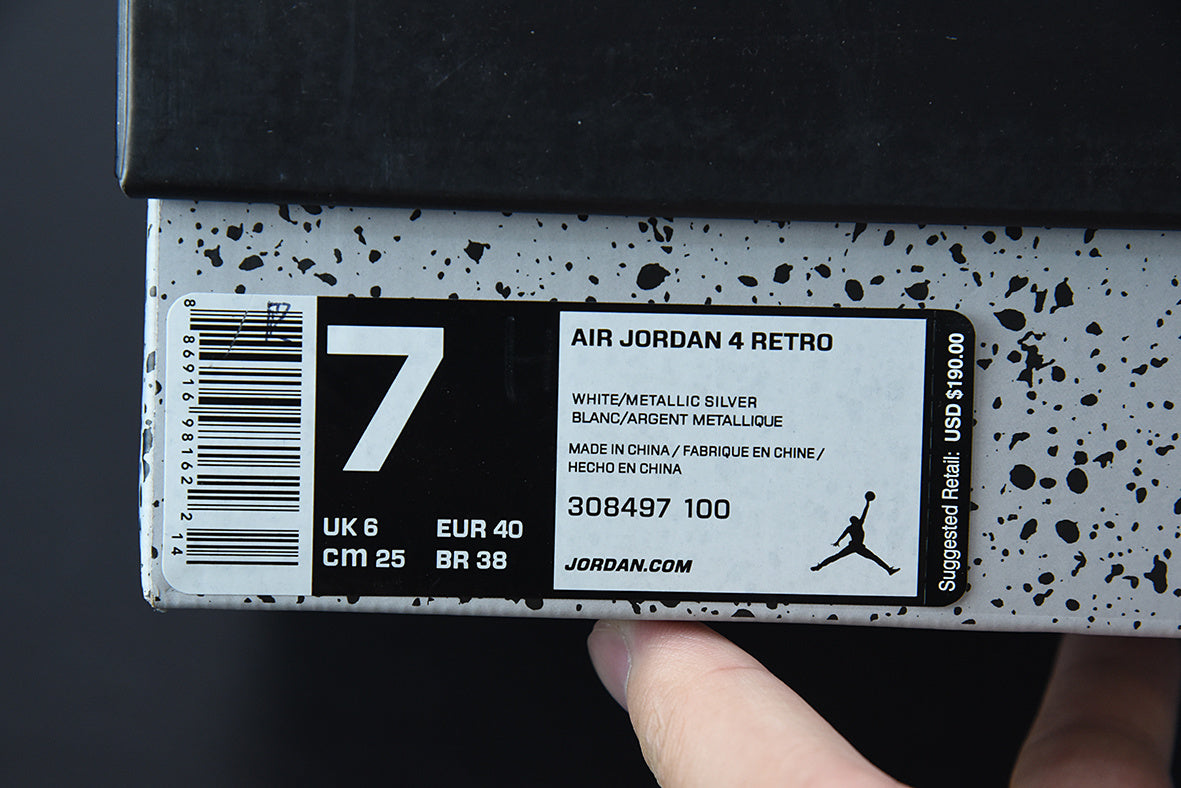 8 86916 98162 2 14
7
UK 6 EUR 40
cm 25 BR 38
AIR JORDAN 4 RETRO
WHITE/METALLIC SILVER
BLANC/ARGENT METALLIQUE
MADE IN CHINA / FABRIQUE EN CHINE /
HECHO EN CHINA
308497 100
JORDAN.COM
Suggested Retail: USD $190.00